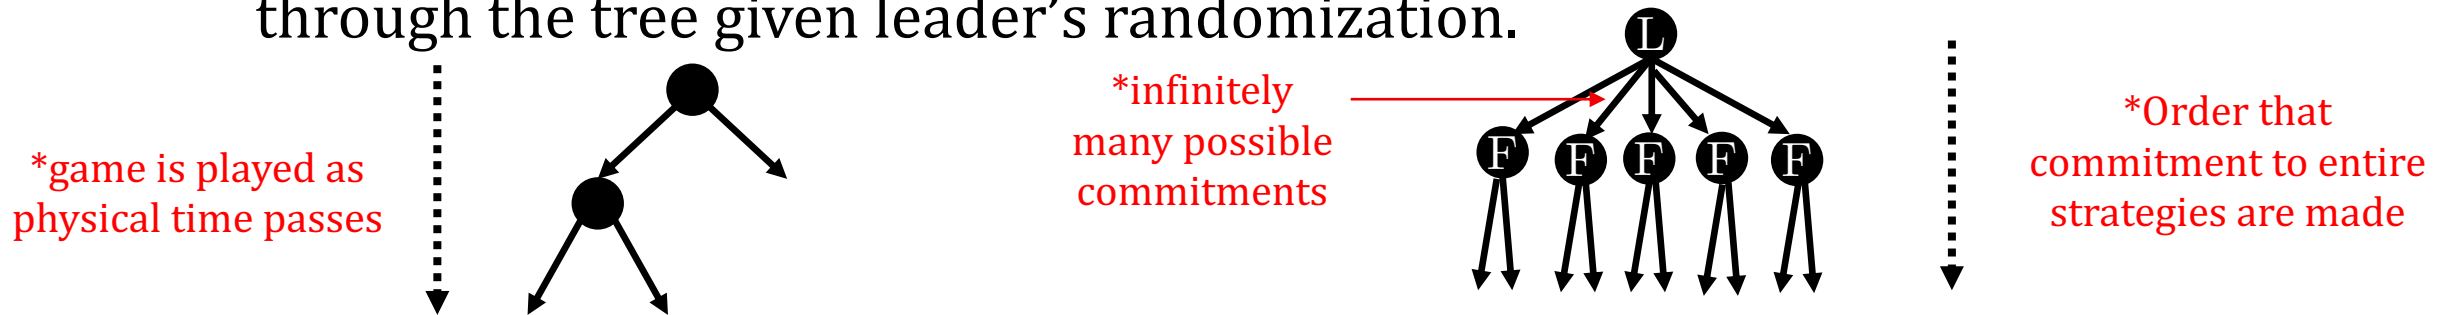 through the tree given leader’s randomization.
*game is played as
physical time passes
*infinitely
many possible
commitments
L
F F F F F
*Order that
commitment to entire
strategies are made